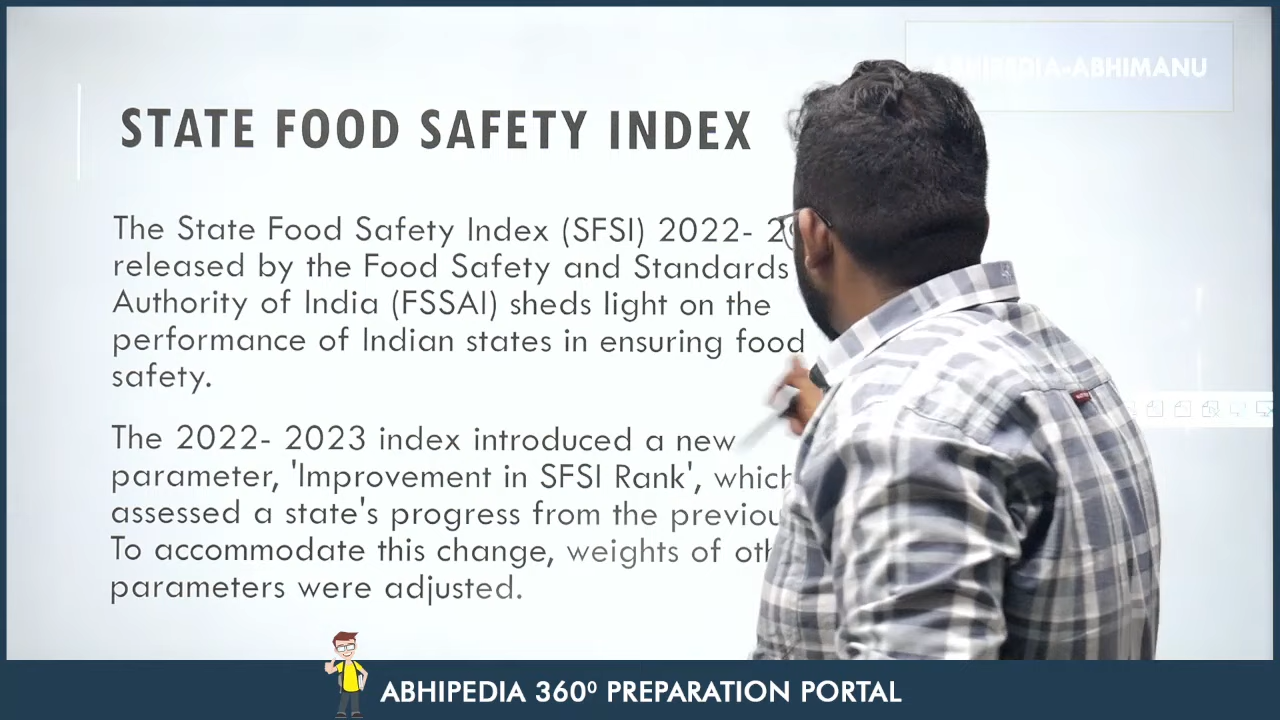 ABHIPEDIA-ABHIMANU
STATE FOOD SAFETY INDEX
The State Food Safety Index (SFSI) 2022-
released by the Food Safety and Standards
Authority of India (FSSAI) sheds light on the
performance of Indian states in ensuring food
safety.
The 2022- 2023 index introduced a new
parameter, 'Improvement in SFSI Rank', which
assessed a state's progress from the
To accommodate this change, weights of
parameters were adjusted.
ABHIPEDIA 360⁰ PREPARATION PORTAL